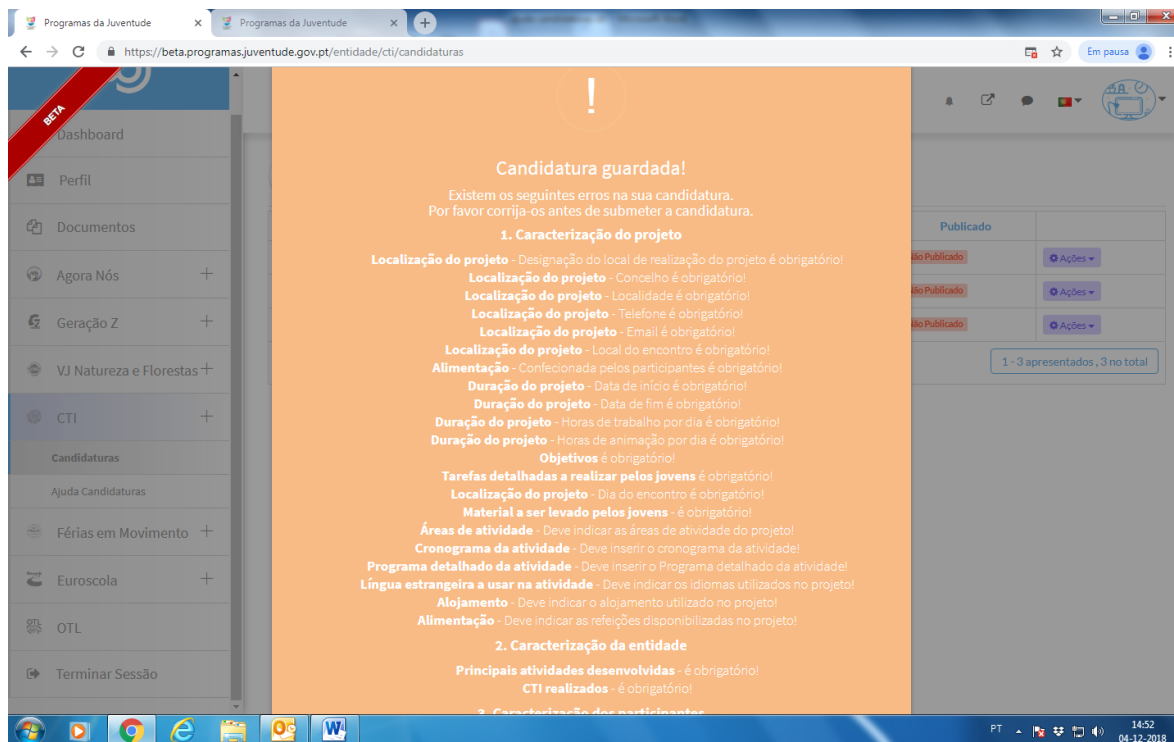 Programas da Juventude
Programas da Juventude
https://beta.programas.juventude.gov.pt/entidade/cti/candidaturas
Em pausa
BETA
Dashboard
Perfil
Documentos
Agora Nós
Geração Z
VJ Natureza e Florestas
CTI
Candidaturas
Ajuda Candidaturas
Férias em Movimento
Euroscola
OTL
Terminar Sessão
!
Candidatura guardada!
Existem os seguintes erros na sua candidatura.
Por favor corrija-os antes de submeter a candidatura.
1. Caracterização do projeto
Localização do projeto - Designação do local de realização do projeto é obrigatório!
Localização do projeto - Concelho é obrigatório!
Localização do projeto - Localidade é obrigatório!
Localização do projeto - Telefone é obrigatório!
Localização do projeto - Email é obrigatório!
Localização do projeto - Local do encontro é obrigatório!
Alimentação - Confecionada pelos participantes é obrigatório!
Duração do projeto - Data de início é obrigatório!
Duração do projeto - Data de fim é obrigatório!
Duração do projeto - Horas de trabalho por dia é obrigatório!
Duração do projeto - Horas de animação por dia é obrigatório!
Objetivos é obrigatório!
Tarefas detalhadas a realizar pelos jovens é obrigatório!
Localização do projeto - Dia do encontro é obrigatório!
Material a ser levado pelos jovens - é obrigatório!
Áreas de atividade - Deve indicar as áreas de atividade do projeto!
Cronograma da atividade - Deve inserir o cronograma da atividade!
Programa detalhado da atividade - Deve inserir o Programa detalhado da atividade!
Língua estrangeira a usar na atividade - Deve indicar os idiomas utilizados no projeto!
Alojamento - Deve indicar o alojamento utilizado no projeto!
Alimentação - Deve indicar as refeições disponibilizadas no projeto!
2. Caracterização da entidade
Principais atividades desenvolvidas - é obrigatório!
CTI realizados - é obrigatório!
3. Caracterização dos participantes
Publicado
Não Publicado Ações
Não Publicado Ações
Não Publicado Ações
1 - 3 apresentados , 3 no total
PT
14:52
04-12-2018